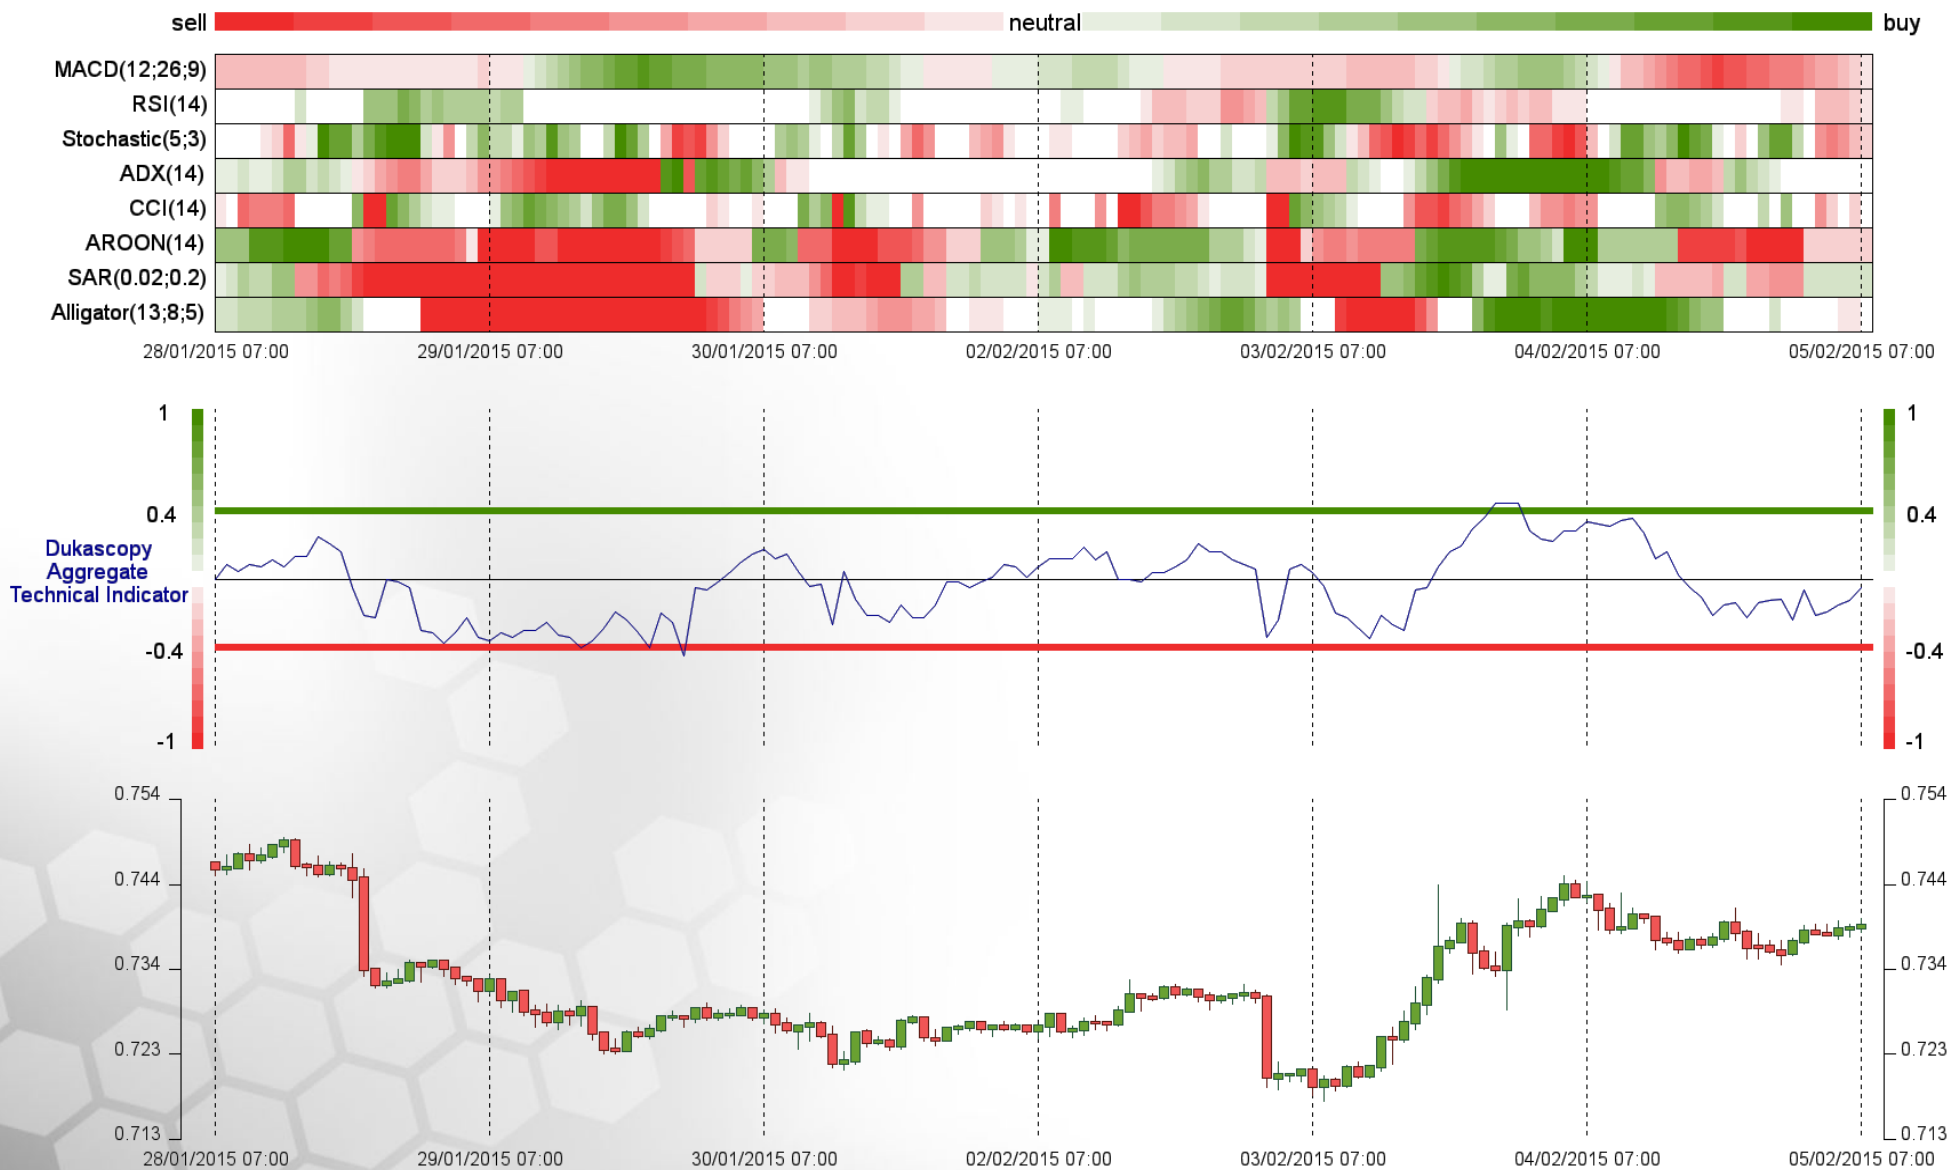 sell neutral buy
MACD(12;26;9)
RSI(14)
Stochastic(5;3)
ADX(14)
CCI(14)
AROON(14)
SAR(0.02;0.2)
Alligator(13;8;5)
28/01/2015 07:00 29/01/2015 07:00 30/01/2015 07:00 02/02/2015 07:00 03/02/2015 07:00 04/02/2015 07:00 05/02/2015 07:00
1 1
0.4 0.4
Dukascopy
Aggregate
Technical Indicator
-0.4 -0.4
-1 -1
0.754 0.754
0.744 0.744
0.734 0.734
0.723 0.723
0.713 0.713
28/01/2015 07:00 29/01/2015 07:00 30/01/2015 07:00 02/02/2015 07:00 03/02/2015 07:00 04/02/2015 07:00 05/02/2015 07:00